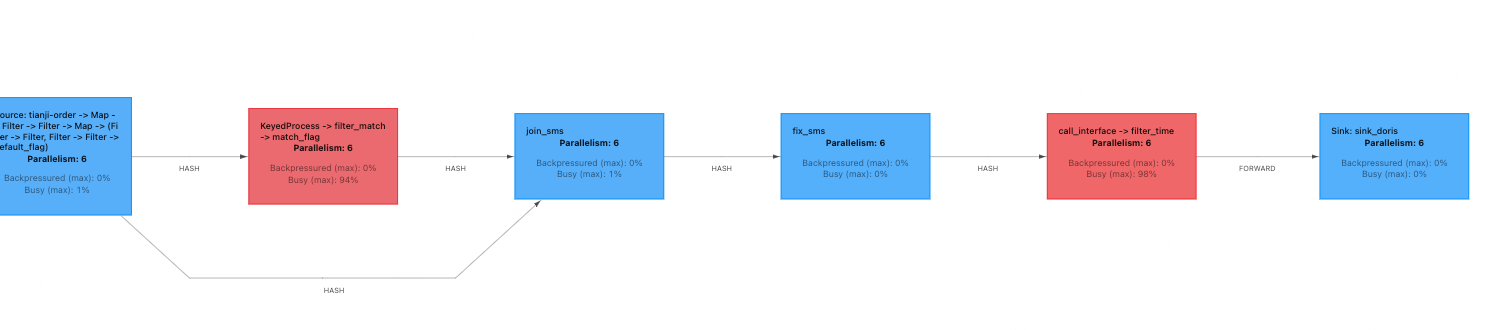 ource: tianji-order -> Map -
Filter -> Filter -> Map -> (Fi
er -> Filter, Filter -> Filter ->
efault_flag)
Parallelism: 6
Backpressured (max): 0%
Busy (max): 1%
HASH
KeyedProcess -> filter_match
-> match_flag
Parallelism: 6
Backpressured (max): 0%
Busy (max): 94%
HASH
join_sms
Parallelism: 6
Backpressured (max): 0%
Busy (max): 1%
HASH
fix_sms
Parallelism: 6
Backpressured (max): 0%
Busy (max): 0%
HASH
call_interface -> filter_time
Parallelism: 6
Backpressured (max): 0%
Busy (max): 98%
FORWARD
Sink: sink_doris
Parallelism: 6
Backpressured (max): 0%
Busy (max): 0%
HASH